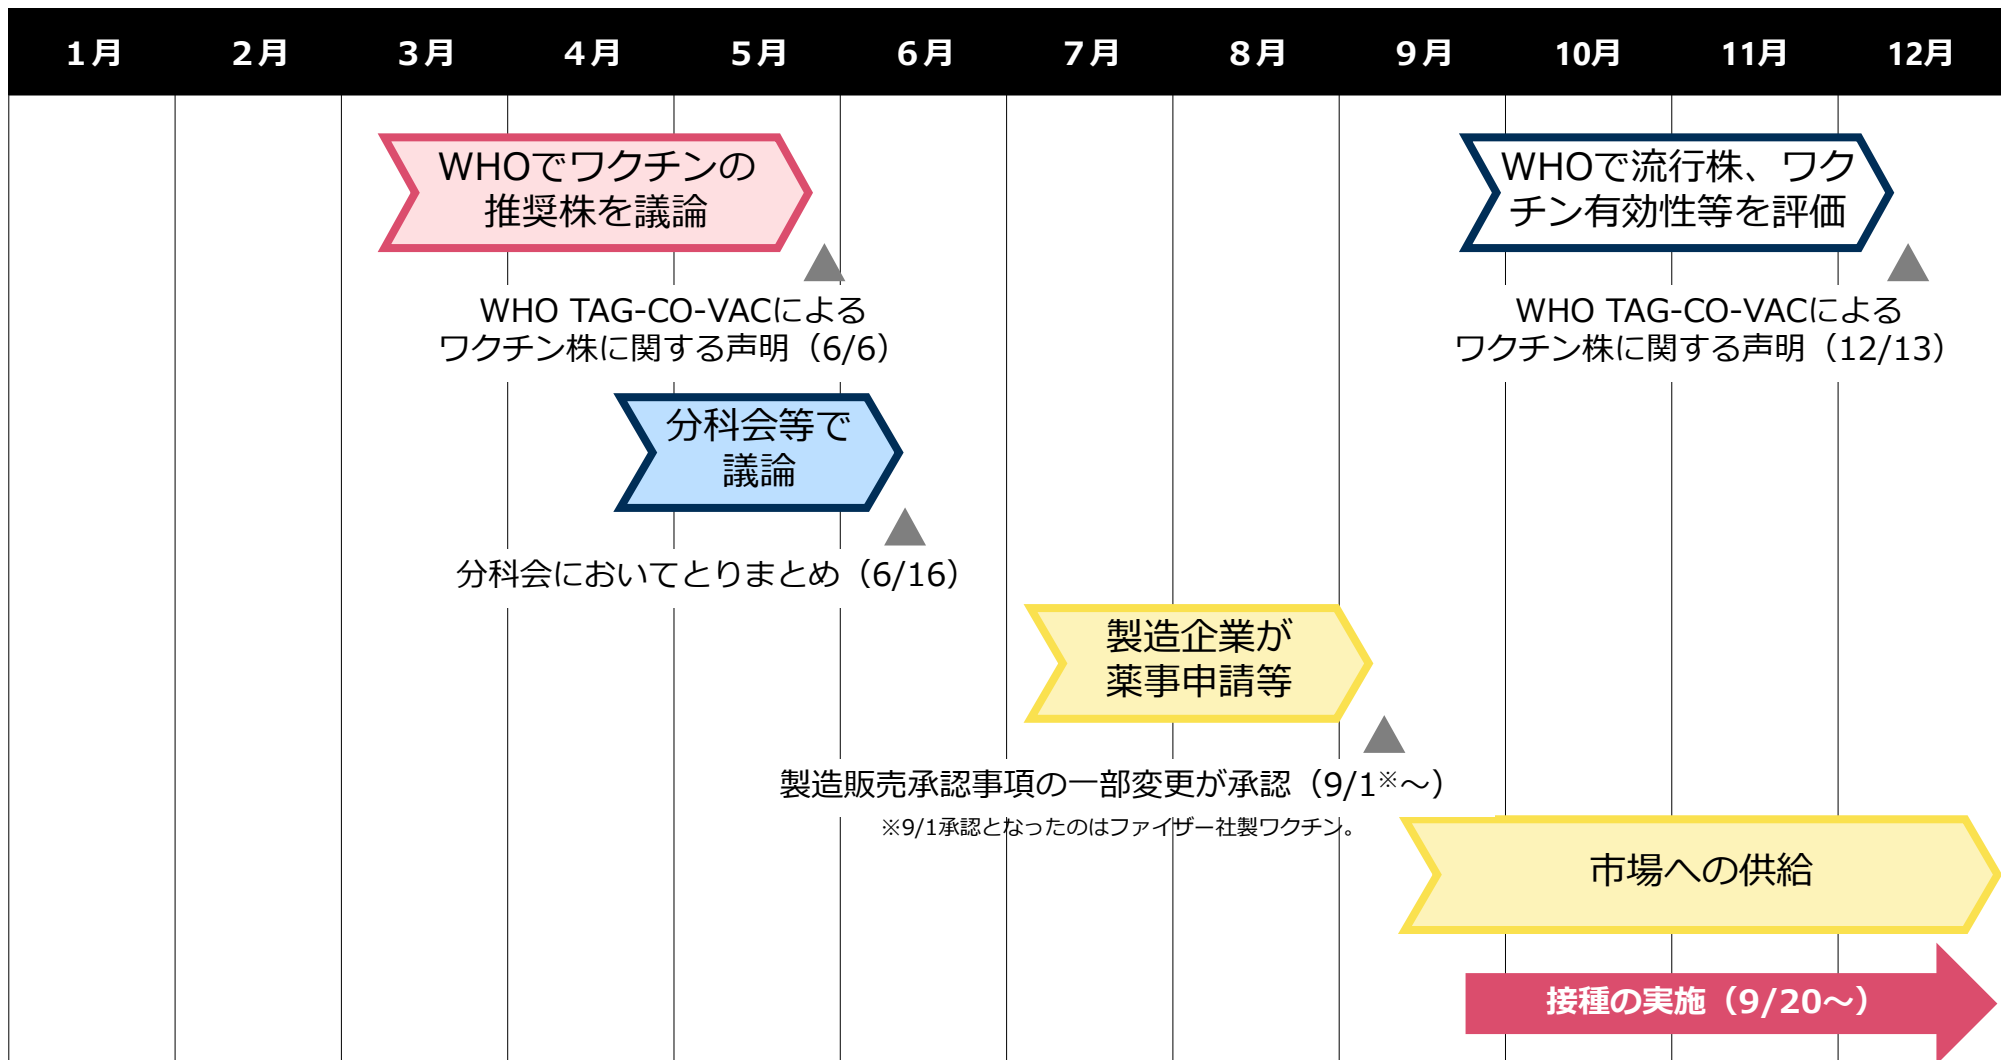 1月 2月 3月 4月 5月 6月 7月 8月 9月 10月 11月 12月
WHOでワクチンの
推奨株を議論
WHOで流行株、ワク
チン有効性等を評価
WHO TAG-CO-VACによる
ワクチン株に関する声明（6/6）
WHO TAG-CO-VACによる
ワクチン株に関する声明（12/13）
分科会等で
議論
分科会においてとりまとめ（6/16）
製造企業が
薬事申請等
製造販売承認事項の一部変更が承認（9/1※～）
※9/1承認となったのはファイザー社製ワクチン。
市場への供給
接種の実施（9/20～）